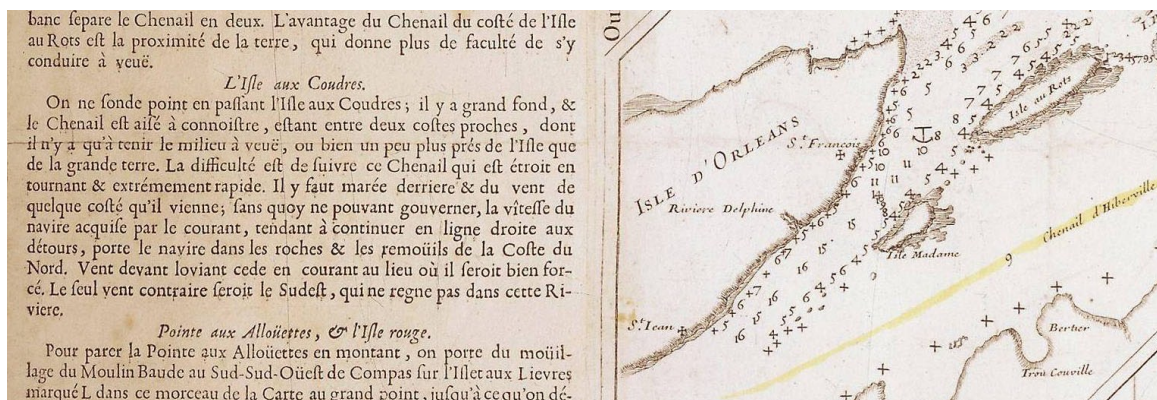 banc separe le Chenail en deux. L'avantage du Chenail du costé de l'Isle
au Rots est la proximité de la terre, qui donne plus de faculté de s'y
conduire à veuë.
L'Isle aux Coudres.
On ne sonde point en passant l'Isle aux Coudres; il y a grand fond, &
le Chenail est aisé à connoistre, estant entre deux costes proches, dont
il n'y a qu'à tenir le milieu à veuë, ou bien un peu plus prés de l'Isle que
de la grande terre. La difficulté est de suivre ce Chenail qui est étroit en
tournant & extrémement rapide. Il y faut marée derriere & du vent de
quelque costé qu'il vienne; sans quoy ne pouvant gouverner, la vîtesse du
navire acquise par le courant, tendant à continuer en ligne droite aux
détours, porte le navire dans les roches & les remoüils de la Coste du
Nord. Vent devant loviant cede en courant au lieu où il seroit bien for-
cé. Le seul vent contraire seroit le Sudest, qui ne regne pas dans cette Ri-
viere.
Pointe aux Alloüettes, & l'Isle rouge.
Pour parer la Pointe aux Alloüettes en montant, on porte du moüil-
lage du Moulin Baude au Sud-Sud-Oüest de Compas sur l'Islet aux Lievres
marqué L dans ce morceau de la Carte au grand point, jusqu'à ce qu'on dé-
Ou
Isle au Rots
ISLE D'ORLEANS
St. François
Riviere Delphine
Isle Madame
Chenail d'Hiberville
9
St. Iean
Bertier
Trou Couville